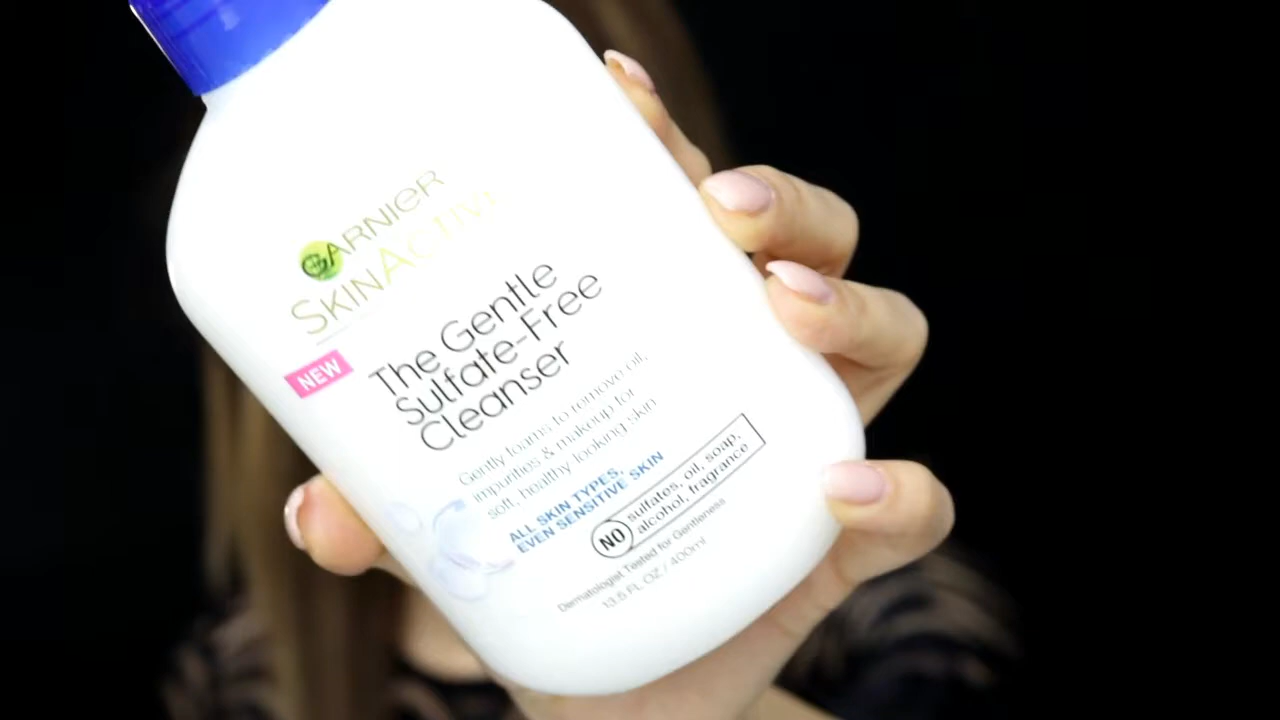 GARNIER
SKINACTIVE
NEW
The Gentle
Sulfate-Free
Cleanser
Gently foams to remove oil,
impurities & makeup for
soft, healthy looking skin
ALL SKIN TYPES,
EVEN SENSITIVE SKIN
NO sulfates, oil, soap,
alcohol, fragrance
Dermatologist Tested for Gentleness
13.5 FL OZ / 400ml